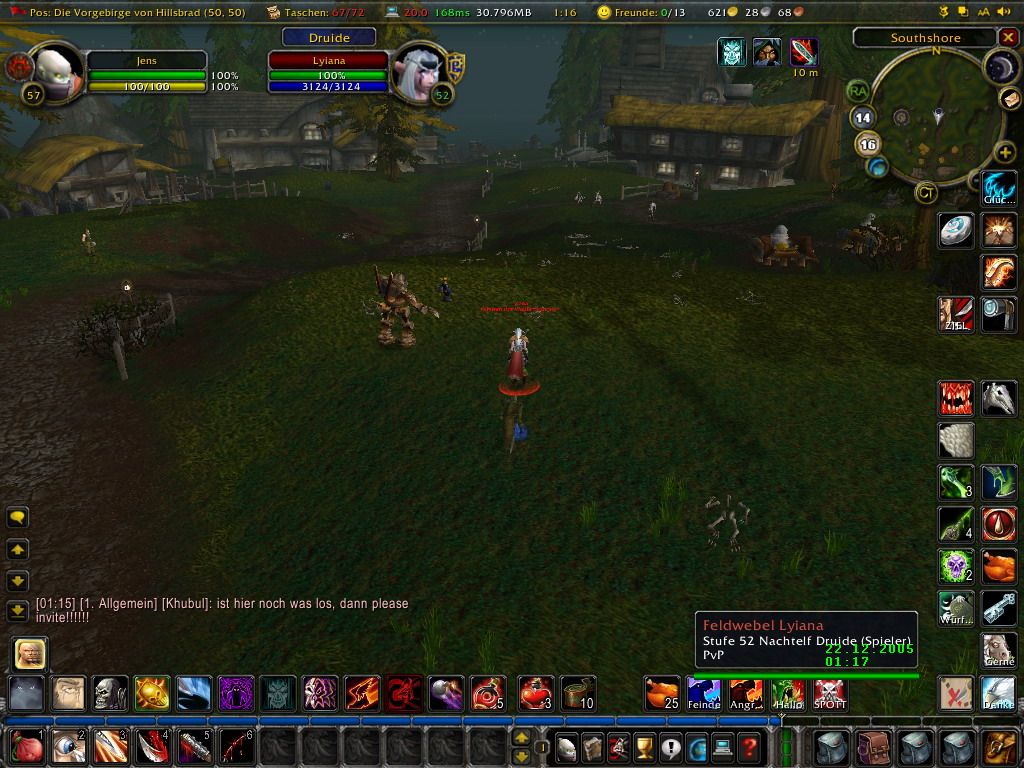 Pos: Die Vorgebirge von Hillsbrad (50, 50) Taschen: 67/72 20.0 168ms 30.796MB 1:16 Freunde: 0/13 621 28 68
Druide
Southshore
Jens
Lyiana
100%
100%
100/100
100%
3124/3124
57
52
10 m
N
RA
14
16
CT
Glüc...
ZIEL
3
4
2
Würf...
Gerne
[01:15] [1. Allgemein] [Khubul]: ist hier noch was los, dann please
invite!!!!!!
Feldwebel Lyiana
Stufe 52 Nachtelf Druide (Spieler)
PvP
22.12.2005
01:17
5
3
10
25
Feinde
Angr...
Hallo
SPOTT
Danke
1
2
3
4
5
6
1